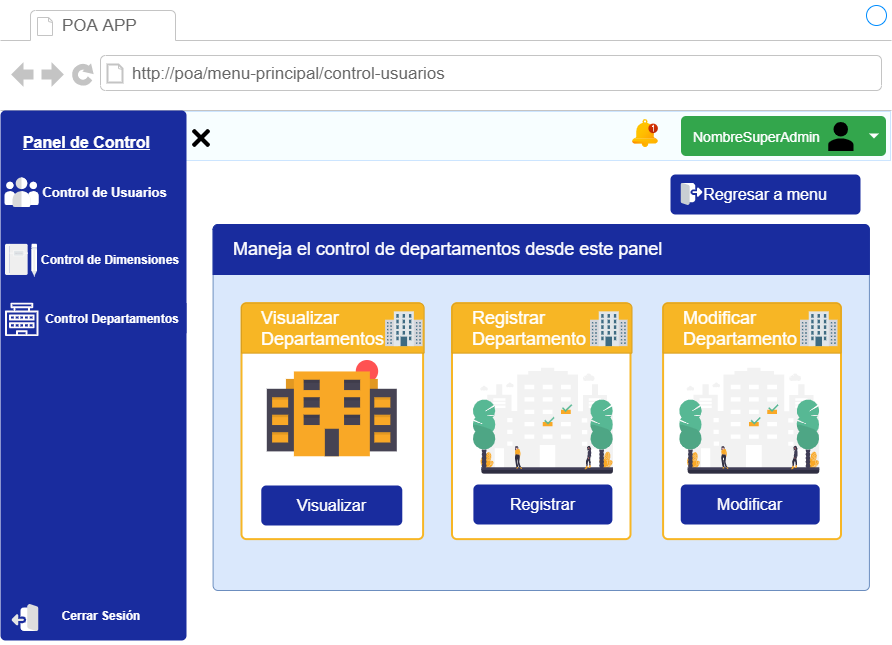 POA APP
http://poa/menu-principal/control-usuarios
Panel de Control
1
NombreSuperAdmin
Control de Usuarios
Regresar a menu
Maneja el control de departamentos desde este panel
Control de Dimensiones
Control Departamentos
Visualizar
Departamentos
Registrar
Departamento
Modificar
Departamento
Visualizar
Registrar
Modificar
Cerrar Sesión